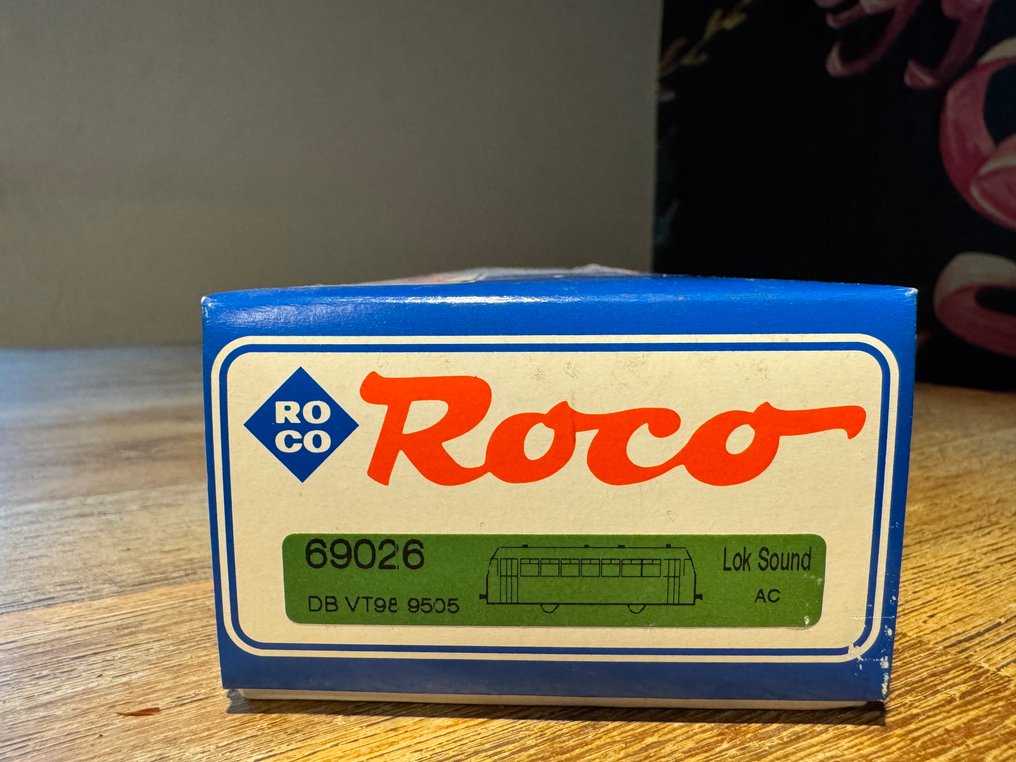 RO
CO
Roco
69026
DB VT98 9505
Lok Sound
AC